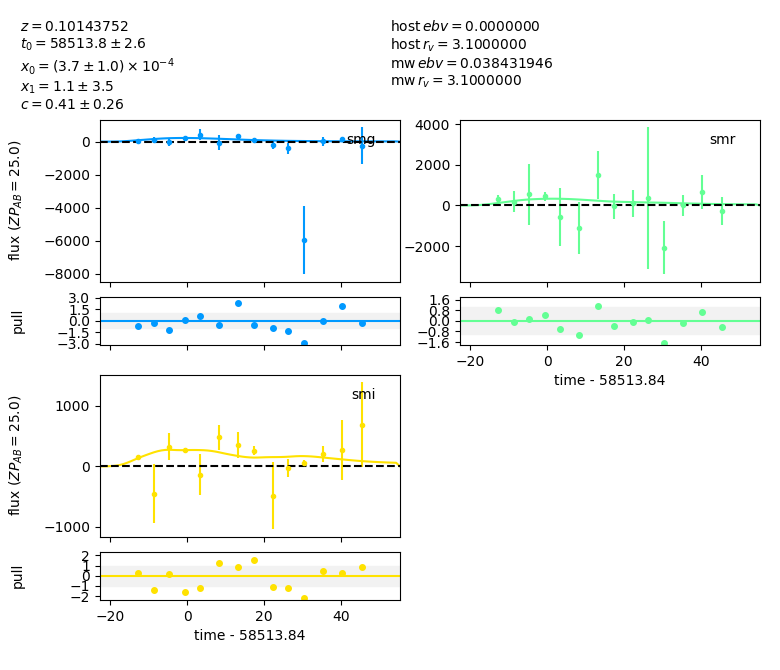 z = 0.10143752
t₀ = 58513.8 ± 2.6
x₀ = (3.7 ± 1.0) × 10⁻⁴
x₁ = 1.1 ± 3.5
c = 0.41 ± 0.26
host ebv = 0.0000000
host r_v = 3.1000000
mw ebv = 0.038431946
mw r_v = 3.1000000
flux (ZP_AB = 25.0)
0
−2000
−4000
−6000
−8000
smg
4000
2000
0
−2000
smr
pull
3.0
1.5
0.0
−1.5
−3.0
1.6
0.8
0.0
−0.8
−1.6
−20 0 20 40
time - 58513.84
flux (ZP_AB = 25.0)
1000
0
−1000
smi
pull
2
1
0
−1
−2
−20 0 20 40
time - 58513.84